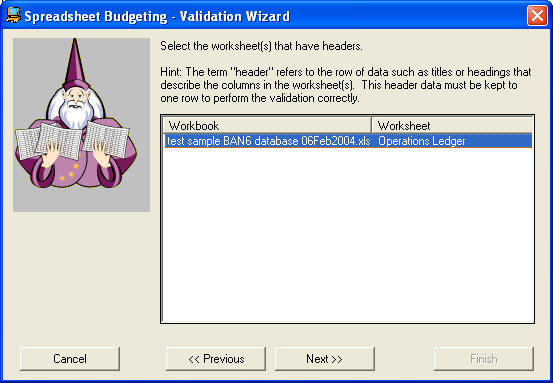 Spreadsheet Budgeting - Validation Wizard
Select the worksheet(s) that have headers.
Hint: The term "header" refers to the row of data such as titles or headings that
describe the columns in the worksheet(s).  This header data must be kept to
one row to perform the validation correctly.
Workbook Worksheet
test sample BAN6 database 06Feb2004.xls Operations Ledger
Cancel << Previous Next >> Finish